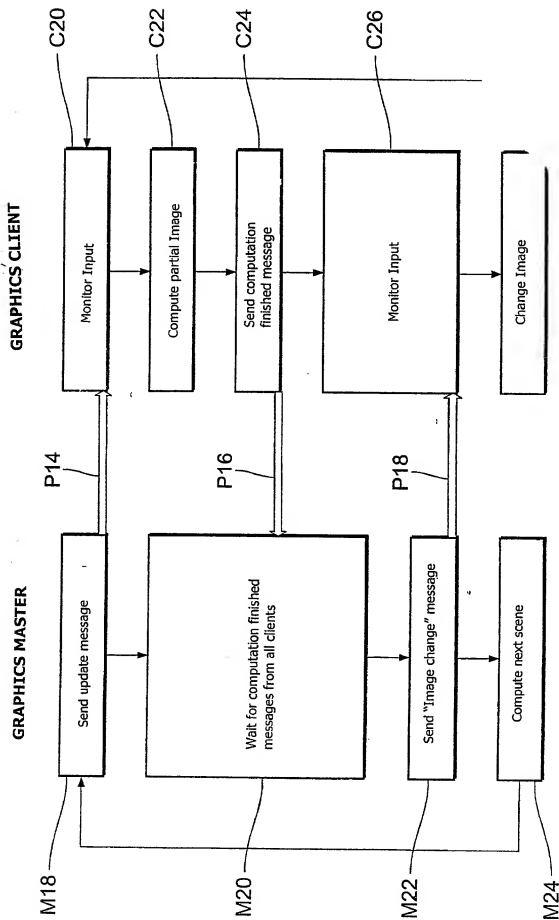 GRAPHICS MASTER
GRAPHICS CLIENT
M18
Send update message
P14
Monitor Input
C20
Compute partial Image
C22
M20
Wait for computation finished
messages from all clients
P16
Send computation
finished message
C24
M22
Send "Image change" message
P18
Monitor Input
C26
M24
Compute next scene
Change Image